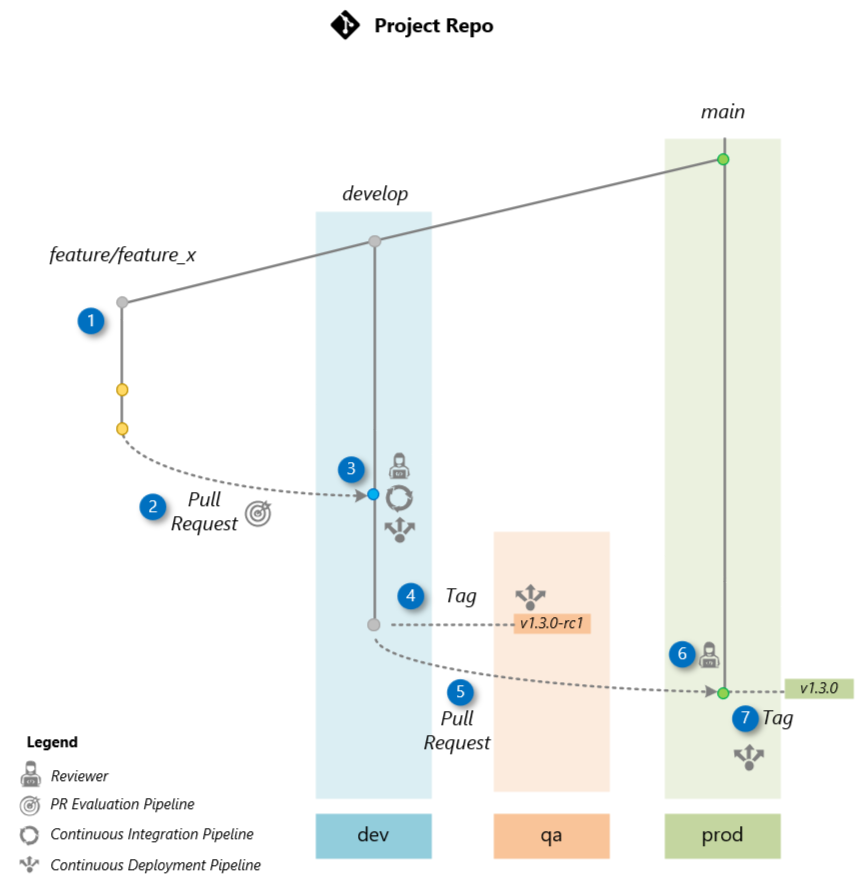 Project Repo
main
develop
feature/feature_x
1
3
2
Pull
Request
4
Tag
v1.3.0-rc1
6
5
Pull
Request
v1.3.0
7
Tag
Legend
Reviewer
PR Evaluation Pipeline
Continuous Integration Pipeline
Continuous Deployment Pipeline
dev
qa
prod